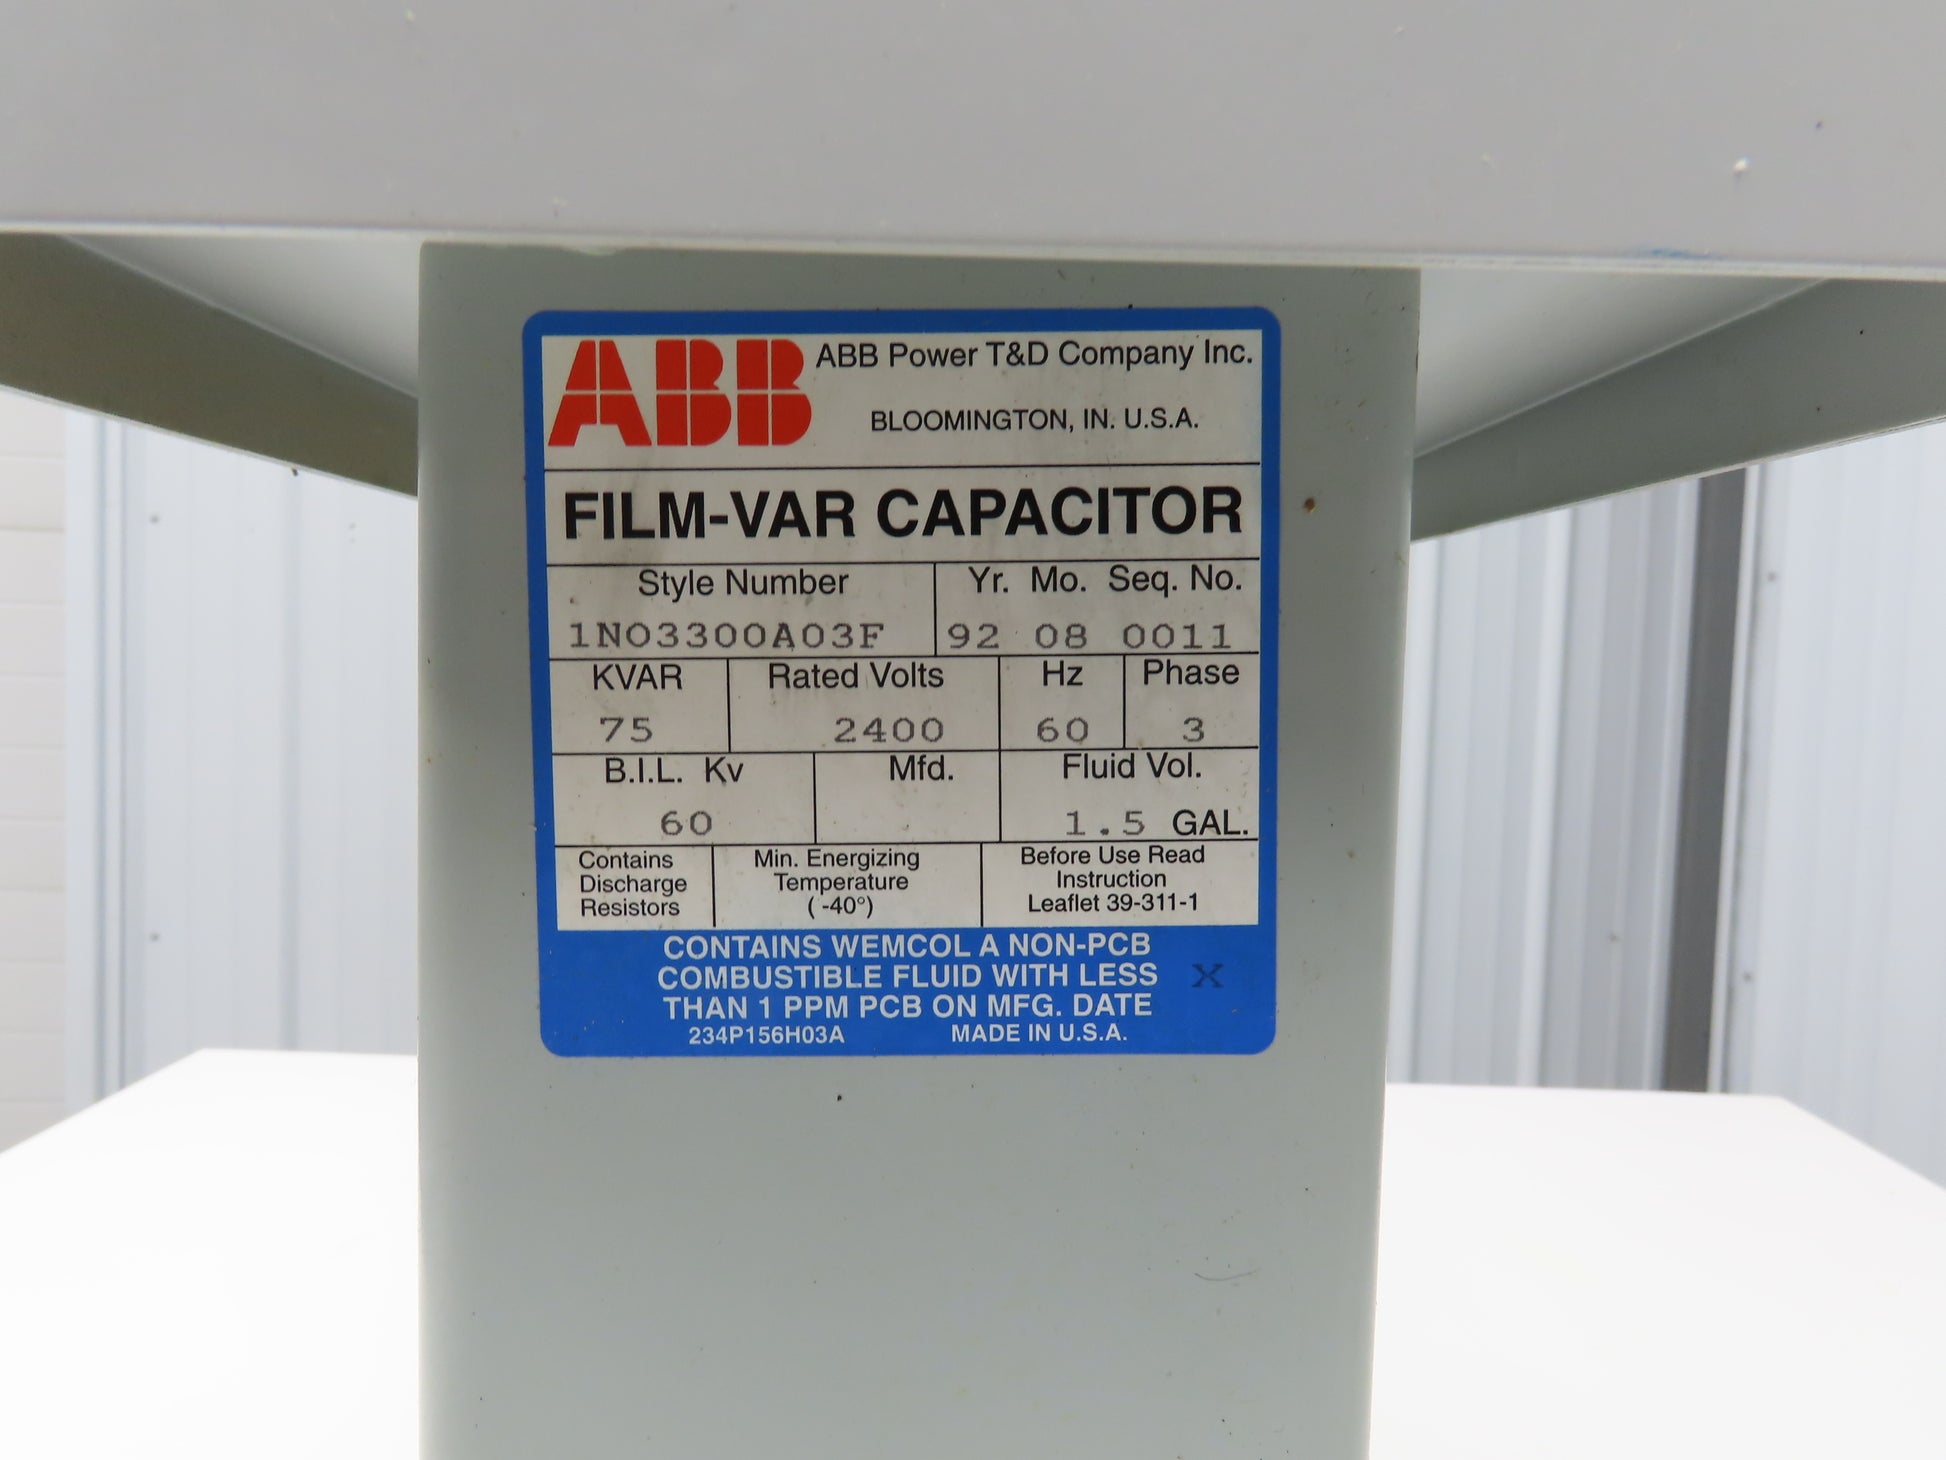 ABB ABB Power T&D Company Inc.
BLOOMINGTON, IN. U.S.A.
FILM-VAR CAPACITOR
Style Number Yr. Mo. Seq. No.
1NO3300A03F 92 08 0011
KVAR Rated Volts Hz Phase
75 2400 60 3
B.I.L. Kv Mfd. Fluid Vol.
60 1.5 GAL.
Contains Discharge Resistors
Min. Energizing Temperature (-40°)
Before Use Read Instruction Leaflet 39-311-1
CONTAINS WEMCOL A NON-PCB
COMBUSTIBLE FLUID WITH LESS X
THAN 1 PPM PCB ON MFG. DATE
234P156H03A MADE IN U.S.A.